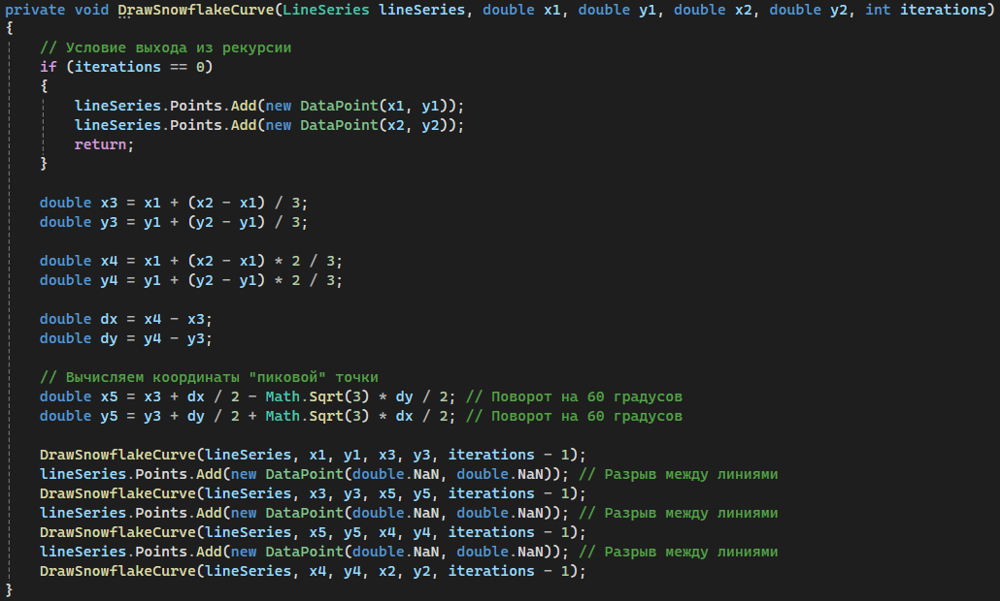 private void DrawSnowflakeCurve(LineSeries lineSeries, double x1, double y1, double x2, double y2, int iterations)
{
    // Условие выхода из рекурсии
    if (iterations == 0)
    {
        lineSeries.Points.Add(new DataPoint(x1, y1));
        lineSeries.Points.Add(new DataPoint(x2, y2));
        return;
    }

    double x3 = x1 + (x2 - x1) / 3;
    double y3 = y1 + (y2 - y1) / 3;

    double x4 = x1 + (x2 - x1) * 2 / 3;
    double y4 = y1 + (y2 - y1) * 2 / 3;

    double dx = x4 - x3;
    double dy = y4 - y3;

    // Вычисляем координаты "пиковой" точки
    double x5 = x3 + dx / 2 - Math.Sqrt(3) * dy / 2; // Поворот на 60 градусов
    double y5 = y3 + dy / 2 + Math.Sqrt(3) * dx / 2; // Поворот на 60 градусов

    DrawSnowflakeCurve(lineSeries, x1, y1, x3, y3, iterations - 1);
    lineSeries.Points.Add(new DataPoint(double.NaN, double.NaN)); // Разрыв между линиями
    DrawSnowflakeCurve(lineSeries, x3, y3, x5, y5, iterations - 1);
    lineSeries.Points.Add(new DataPoint(double.NaN, double.NaN)); // Разрыв между линиями
    DrawSnowflakeCurve(lineSeries, x5, y5, x4, y4, iterations - 1);
    lineSeries.Points.Add(new DataPoint(double.NaN, double.NaN)); // Разрыв между линиями
    DrawSnowflakeCurve(lineSeries, x4, y4, x2, y2, iterations - 1);
}